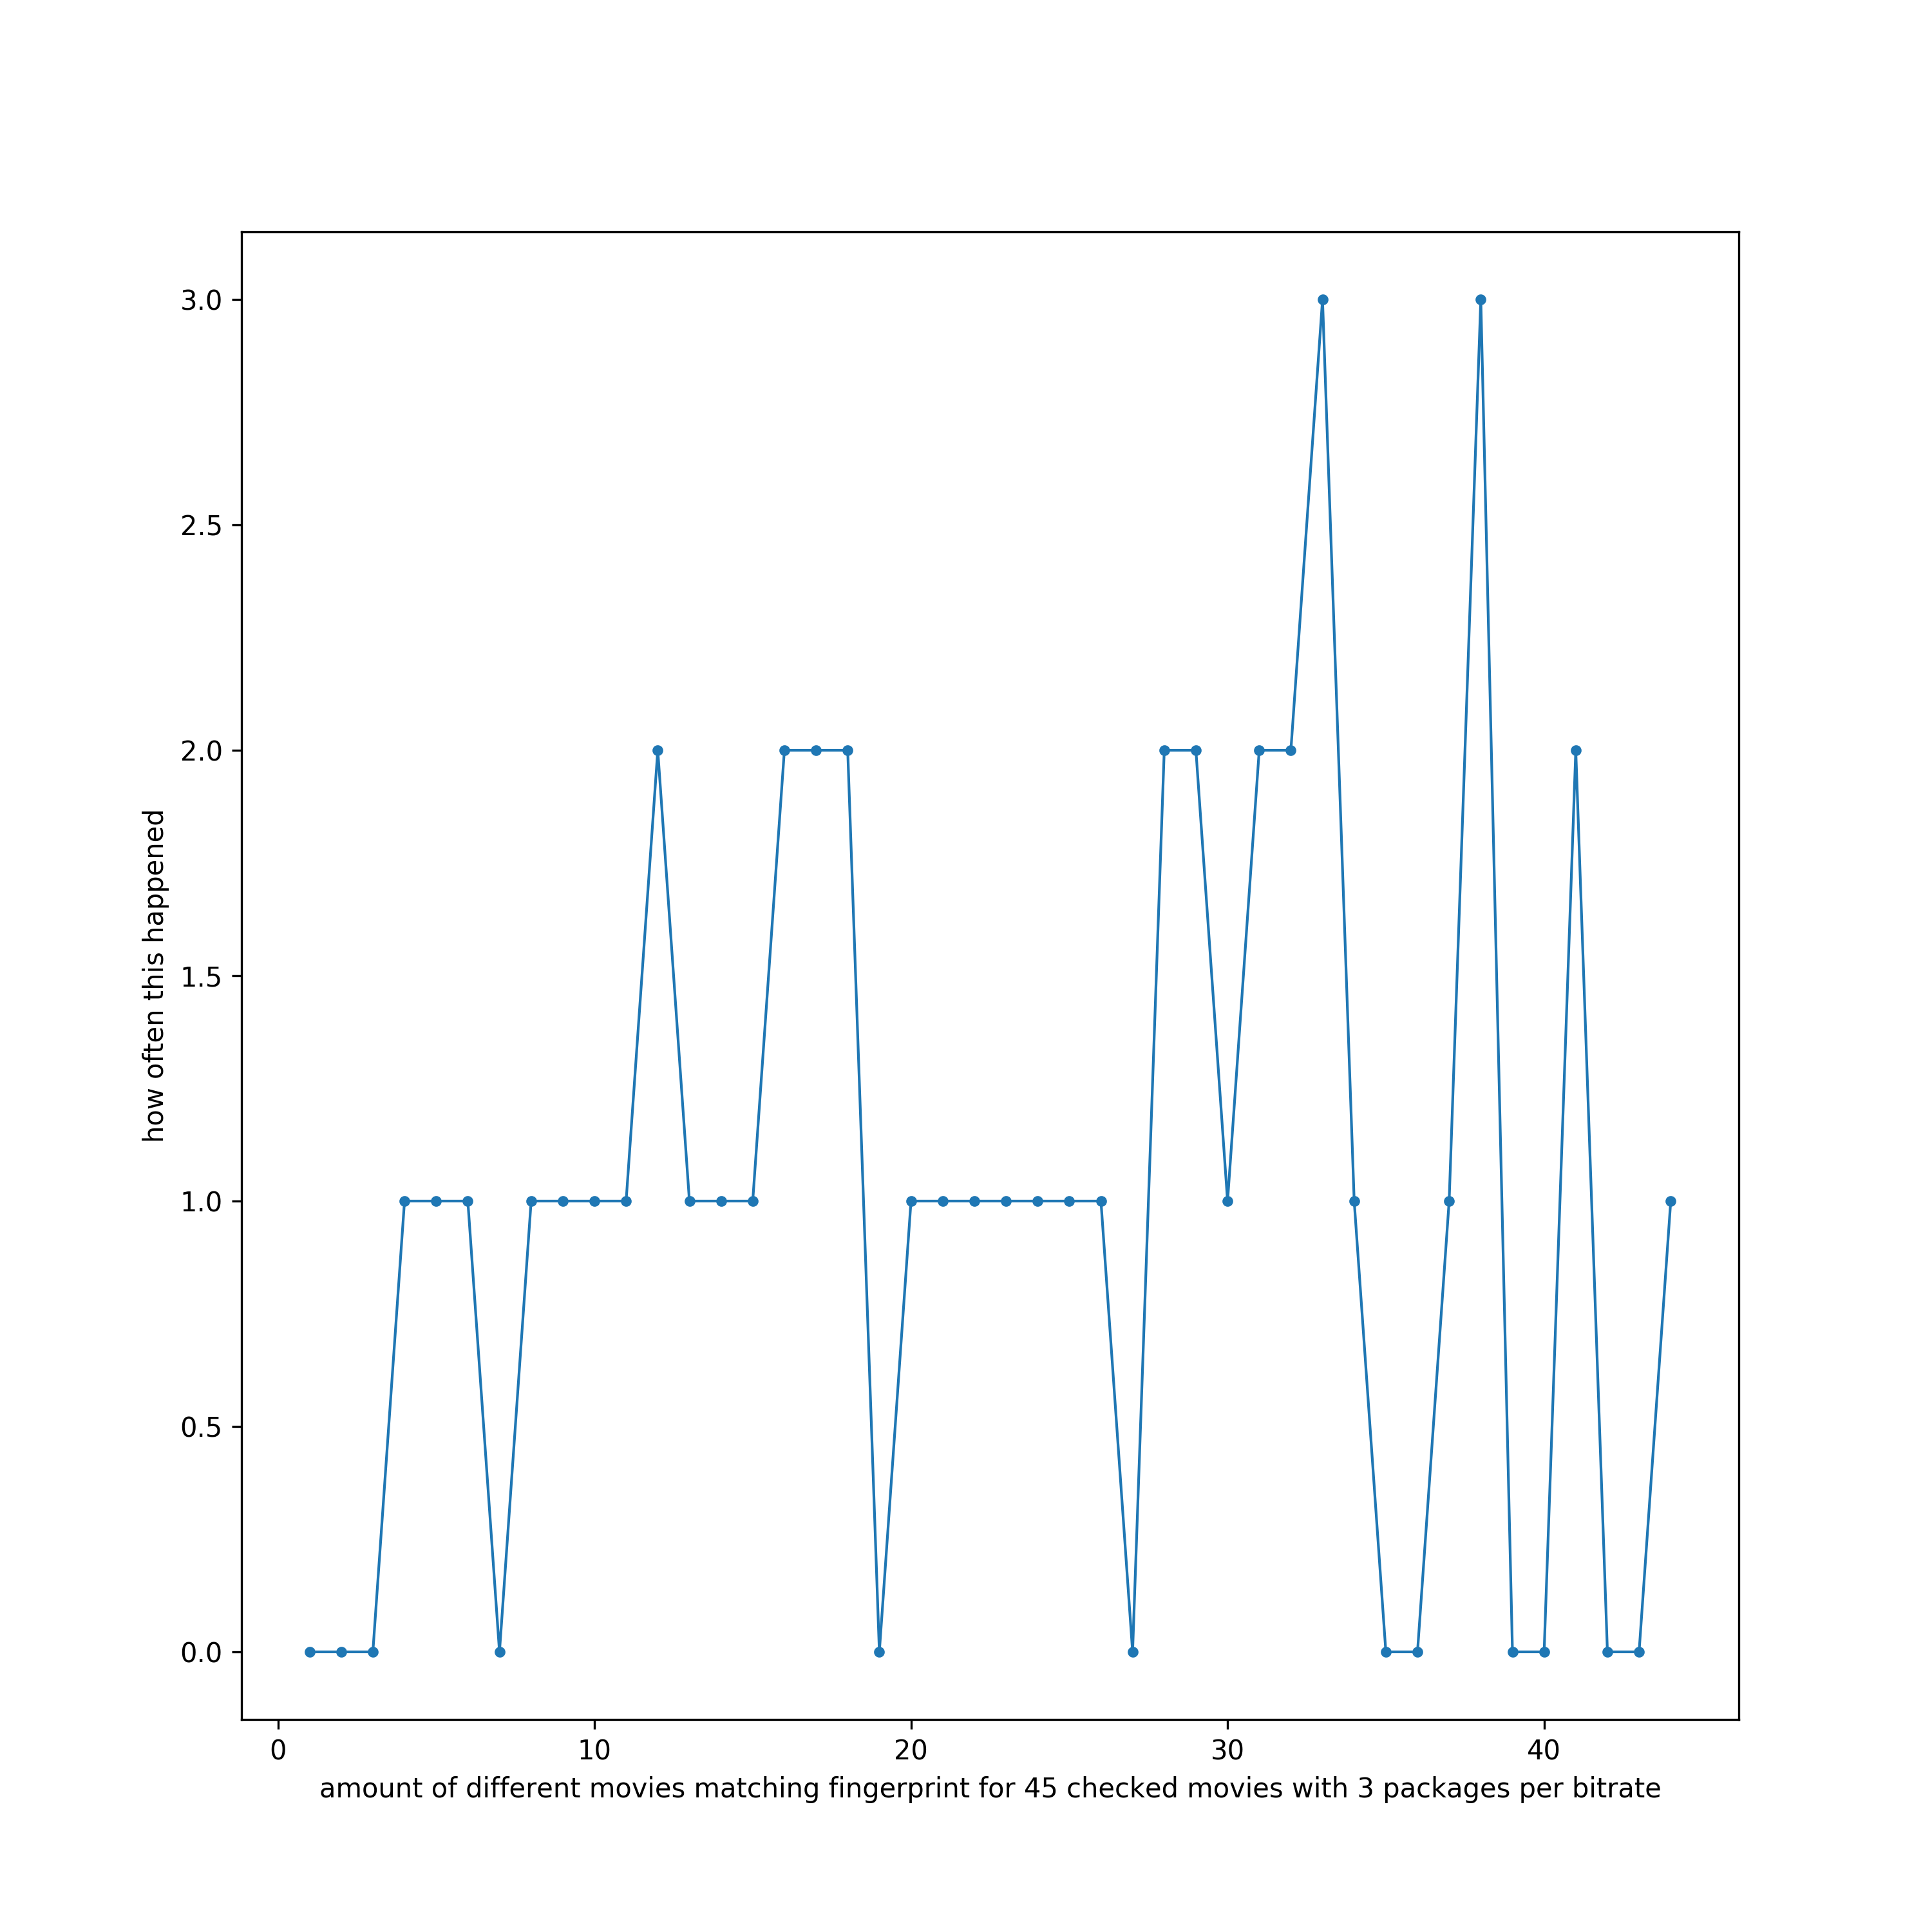 3.0
2.5
2.0
1.5
1.0
0.5
0.0
how often this happened
0 10 20 30 40
amount of different movies matching fingerprint for 45 checked movies with 3 packages per bitrate